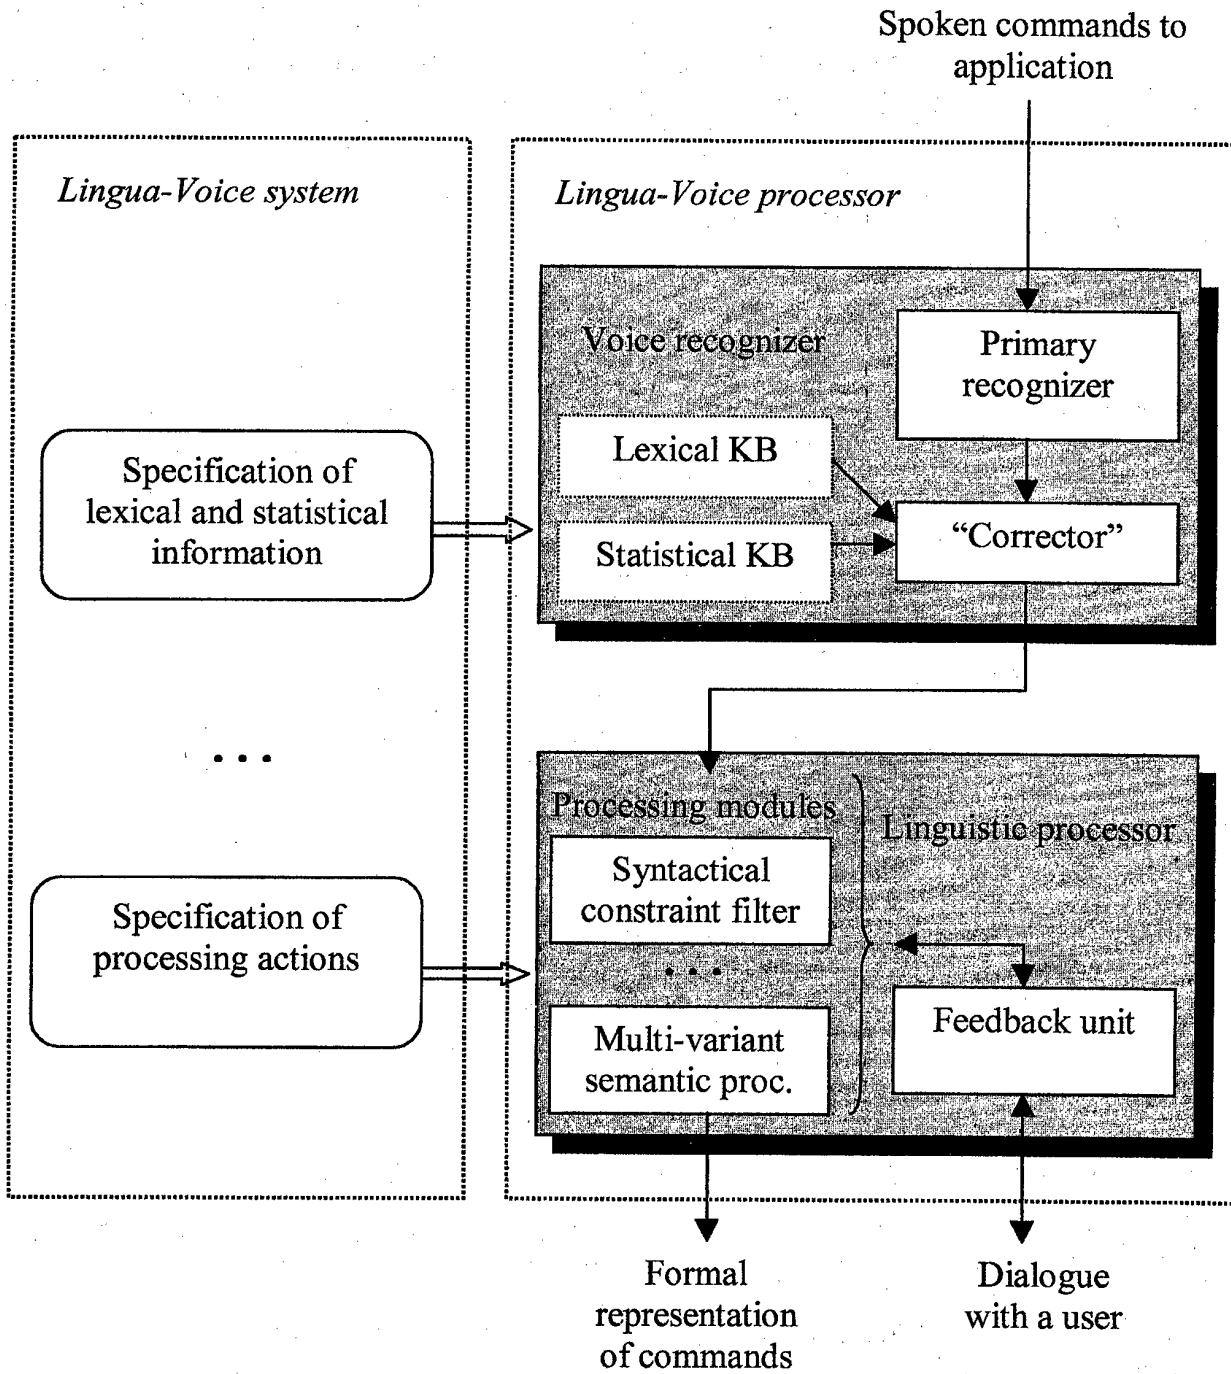 Spoken commands to
application
Lingua-Voice system
Lingua-Voice processor
Voice recognizer
Primary
recognizer
Lexical KB
Statistical KB
“Corrector”
Specification of
lexical and statistical
information
. . .
Processing modules
Linguistic processor
Syntactical
constraint filter
. . .
Multi-variant
semantic proc.
Feedback unit
Specification of
processing actions
Formal
representation
of commands
Dialogue
with a user